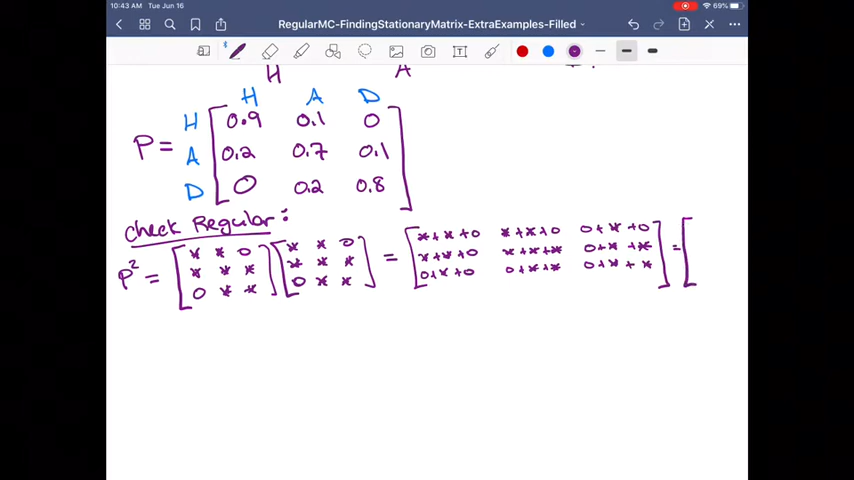 10:43 AM Tue Jun 16
69%
RegularMC-FindingStationaryMatrix-ExtraExamples-Filled
H A
H A D
H 0.9 0.1 0
P = A 0.2 0.7 0.1
D 0 0.2 0.8
Check Regular:
P² = [* * 0] [* * 0] = [*+*+0 *+*+0 0+*+0] = [
[* * *] [* * *] [*+*+0 *+*+* 0+*+*]
[0 * *] [0 * *] [0+*+0 0+*+* 0+*+*]